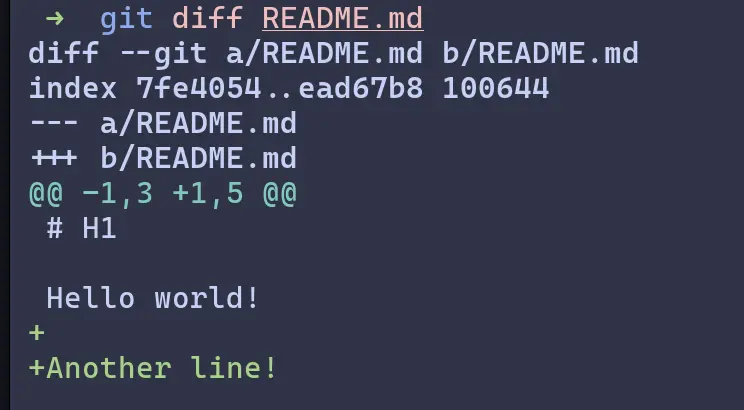 ➜ git diff README.md
diff --git a/README.md b/README.md
index 7fe4054..ead67b8 100644
--- a/README.md
+++ b/README.md
@@ -1,3 +1,5 @@
 # H1

 Hello world!
+
+Another line!